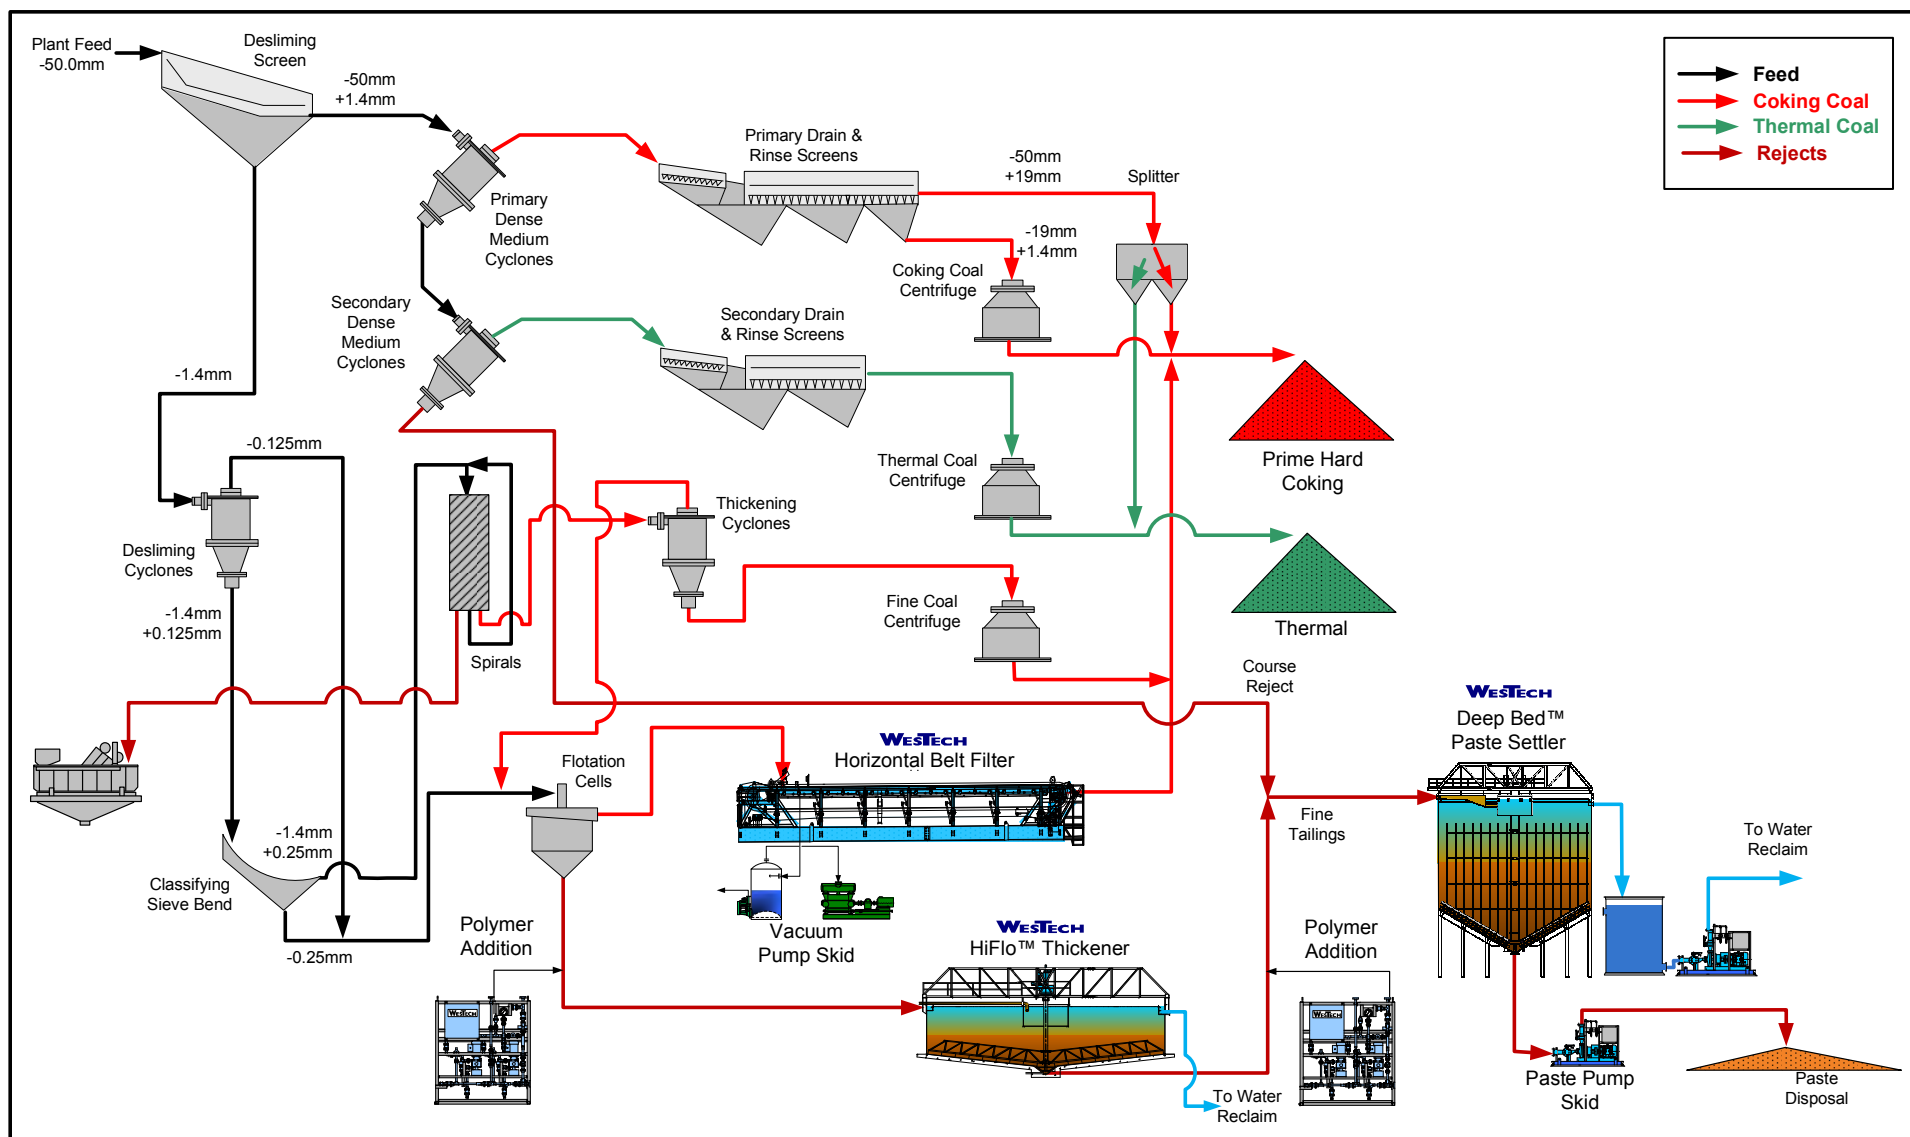 Plant Feed
-50.0mm
Desliming
Screen
-50mm
+1.4mm
Primary
Dense
Medium
Cyclones
Primary Drain &
Rinse Screens
-50mm
+19mm
Splitter
-19mm
+1.4mm
Coking Coal
Centrifuge
Feed
Coking Coal
Thermal Coal
Rejects
Secondary
Dense
Medium
Cyclones
Secondary Drain
& Rinse Screens
-1.4mm
Prime Hard
Coking
-0.125mm
Thermal Coal
Centrifuge
Thickening
Cyclones
Desliming
Cyclones
-1.4mm
+0.125mm
Spirals
Fine Coal
Centrifuge
Thermal
Course
Reject
WESTECH
Deep Bed™
Paste Settler
Flotation
Cells
WESTECH
Horizontal Belt Filter
Fine
Tailings
To Water
Reclaim
-1.4mm
+0.25mm
Classifying
Sieve Bend
-0.25mm
Polymer
Addition
Vacuum
Pump Skid
WESTECH
HiFlo™ Thickener
Polymer
Addition
WESTECH
WESTECH
To Water
Reclaim
Paste Pump
Skid
Paste
Disposal